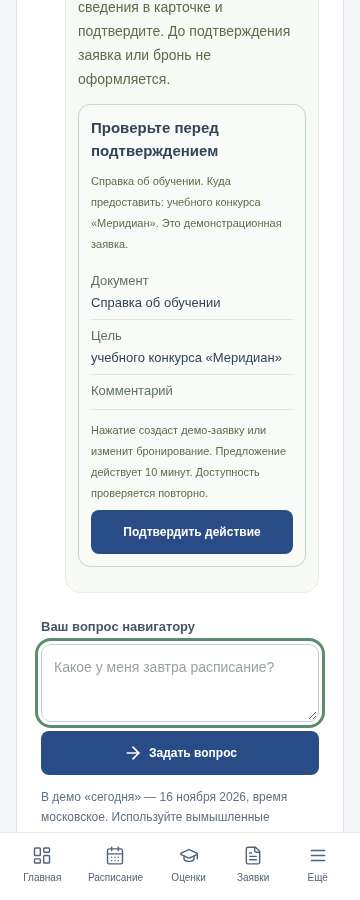 сведения в карточке и
подтвердите. До подтверждения
заявка или бронь не
оформляется.
Проверьте перед
подтверждением
Справка об обучении. Куда
предоставить: учебного конкурса
«Меридиан». Это демонстрационная
заявка.
Документ
Справка об обучении
Цель
учебного конкурса «Меридиан»
Комментарий
Нажатие создаст демо-заявку или
изменит бронирование. Предложение
действует 10 минут. Доступность
проверяется повторно.
Подтвердить действие
Ваш вопрос навигатору
Какое у меня завтра расписание?
Задать вопрос
В демо «сегодня» — 16 ноября 2026, время
московское. Используйте вымышленные
Главная
Расписание
Оценки
Заявки
Ещё